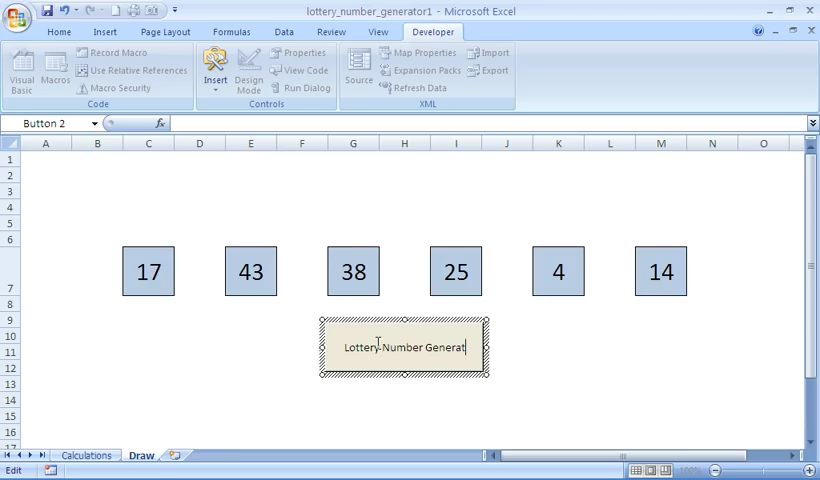 lottery_number_generator1 - Microsoft Excel
Home Insert Page Layout Formulas Data Review View Developer
Visual Basic
Macros
Record Macro
Use Relative References
Macro Security
Code
Insert
Design Mode
Properties
View Code
Run Dialog
Controls
Source
Map Properties
Expansion Packs
Refresh Data
Import
Export
XML
Button 2
fx
A B C D E F G H I J K L M N O
1
2
3
4
5
6
7
17 43 38 25 4 14
8
9
10
11
Lottery Number Generat
12
13
14
15
16
17
Calculations Draw
Edit
100%